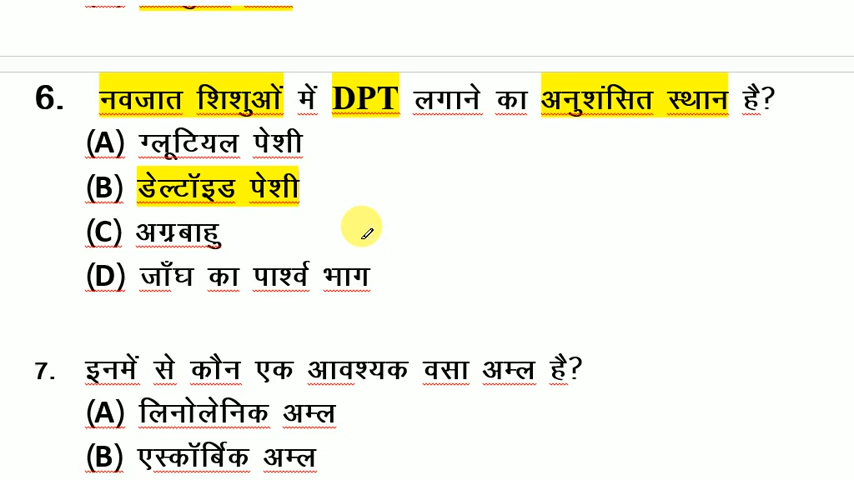 6. नवजात शिशुओं में DPT लगाने का अनुशंसित स्थान है?
(A) ग्लूटियल पेशी
(B) डेल्टॉइड पेशी
(C) अग्रबाहु
(D) जाँघ का पार्श्व भाग
7. इनमें से कौन एक आवश्यक वसा अम्ल है?
(A) लिनोलेनिक अम्ल
(B) एस्कॉर्बिक अम्ल